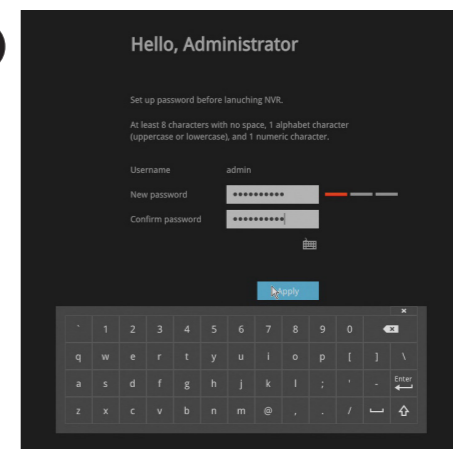 Hello, Administrator
Set up password before lanuching NVR.
At least 8 characters with no space, 1 alphabet character
(uppercase or lowercase), and 1 numeric character.
Username admin
New password ••••••••••
Confirm password ••••••••••
Apply
×
` 1 2 3 4 5 6 7 8 9 0
q w e r t y u i o p [ ] \
a s d f g h j k l ; ' - Enter
z x c v b n m @ , . /